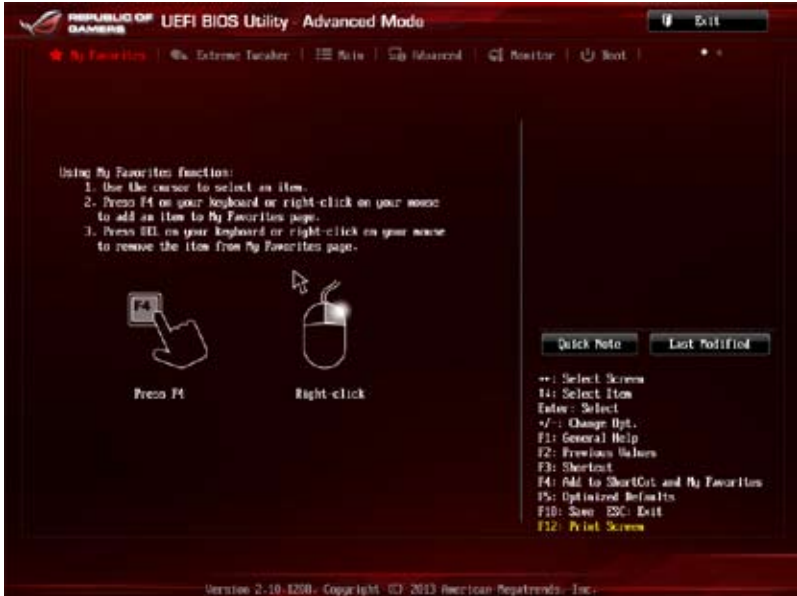 REPUBLIC OF GAMERS UEFI BIOS Utility - Advanced Mode Exit
My Favorites Extreme Tweaker Main Advanced Monitor Boot
Using My Favorites function:
1. Use the cursor to select an item.
2. Press F4 on your keyboard or right-click on your mouse
to add an item to My Favorites page.
3. Press DEL on your keyboard or right-click on your mouse
to remove the item from My Favorites page.
F4
Press F4 Right-click
Quick Note Last Modified
→←: Select Screen
↑↓: Select Item
Enter: Select
+/-: Change Opt.
F1: General Help
F2: Previous Values
F3: Shortcut
F4: Add to ShortCut and My Favorites
F5: Optimized Defaults
F10: Save ESC: Exit
F12: Print Screen
Version 2.10.1208. Copyright (C) 2013 American Megatrends, Inc.